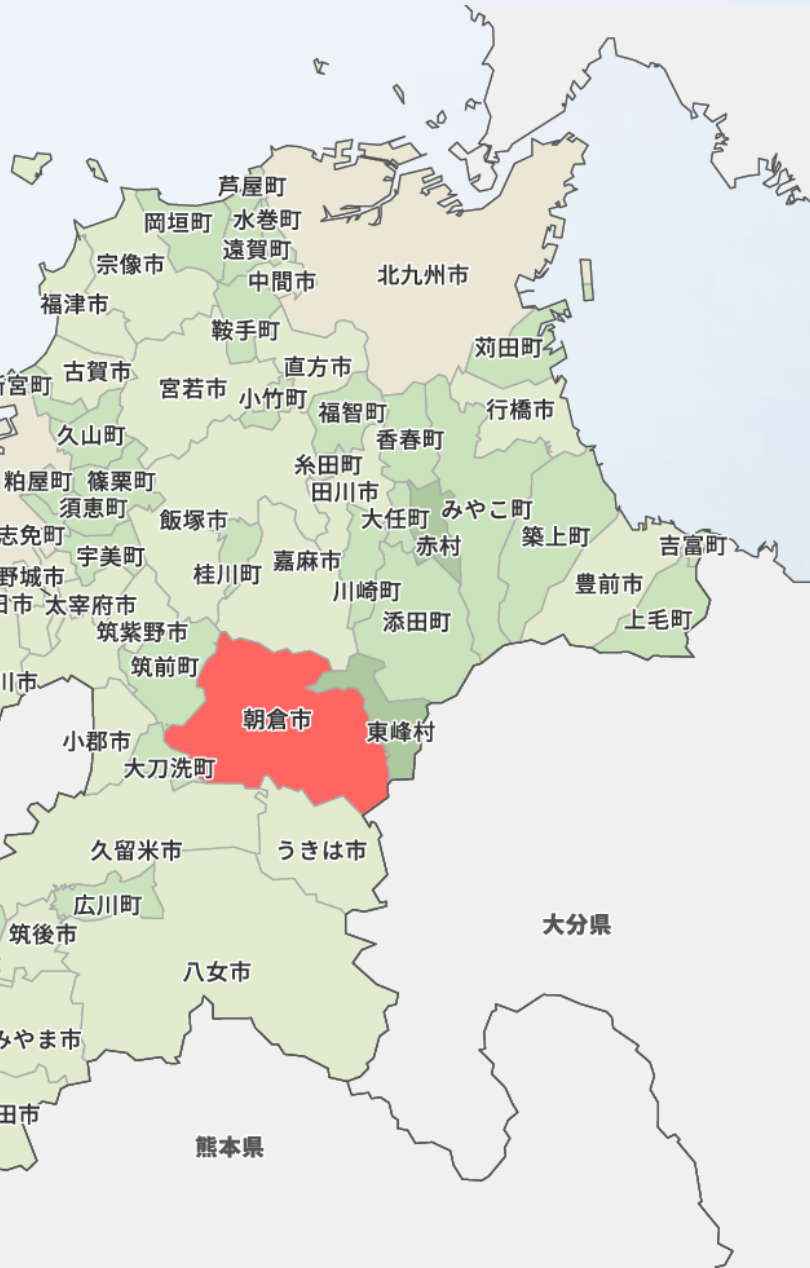 芦屋町
岡垣町
水巻町
遠賀町
宗像市
中間市
北九州市
福津市
鞍手町
苅田町
直方市
古賀市
宮町
宮若市
小竹町
福智町
行橋市
久山町
香春町
糸田町
粕屋町
篠栗町
田川市
須恵町
みやこ町
飯塚市
大任町
志免町
築上町
赤村
吉富町
宇美町
嘉麻市
桂川町
野城市
豊前市
川崎町
日市
太宰府市
上毛町
添田町
筑紫野市
筑前町
川市
朝倉市
東峰村
小郡市
大刀洗町
久留米市
うきは市
広川町
大分県
筑後市
八女市
みやま市
田市
熊本県